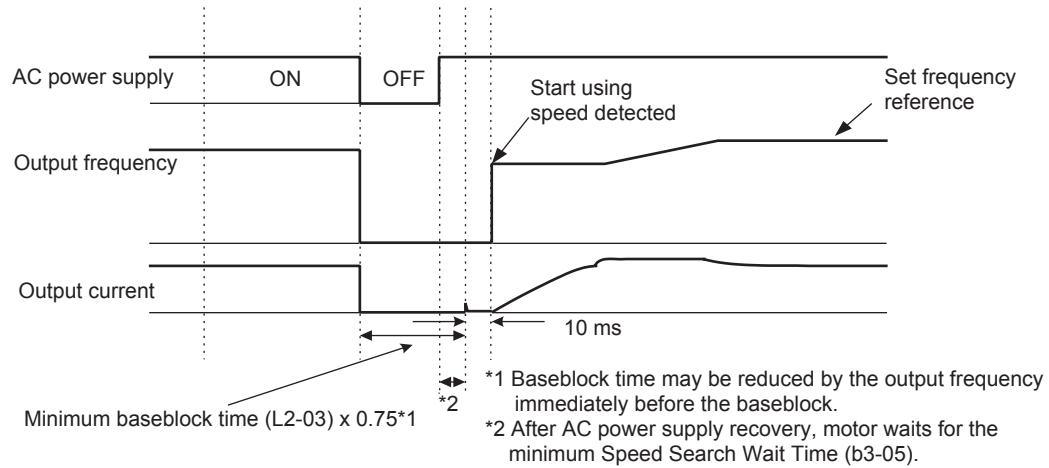 AC power supply
ON
OFF
Start using
speed detected
Set frequency
reference
Output frequency
Output current
10 ms
Minimum baseblock time (L2-03) x 0.75*1
*2
*1 Baseblock time may be reduced by the output frequency
immediately before the baseblock.
*2 After AC power supply recovery, motor waits for the
minimum Speed Search Wait Time (b3-05).